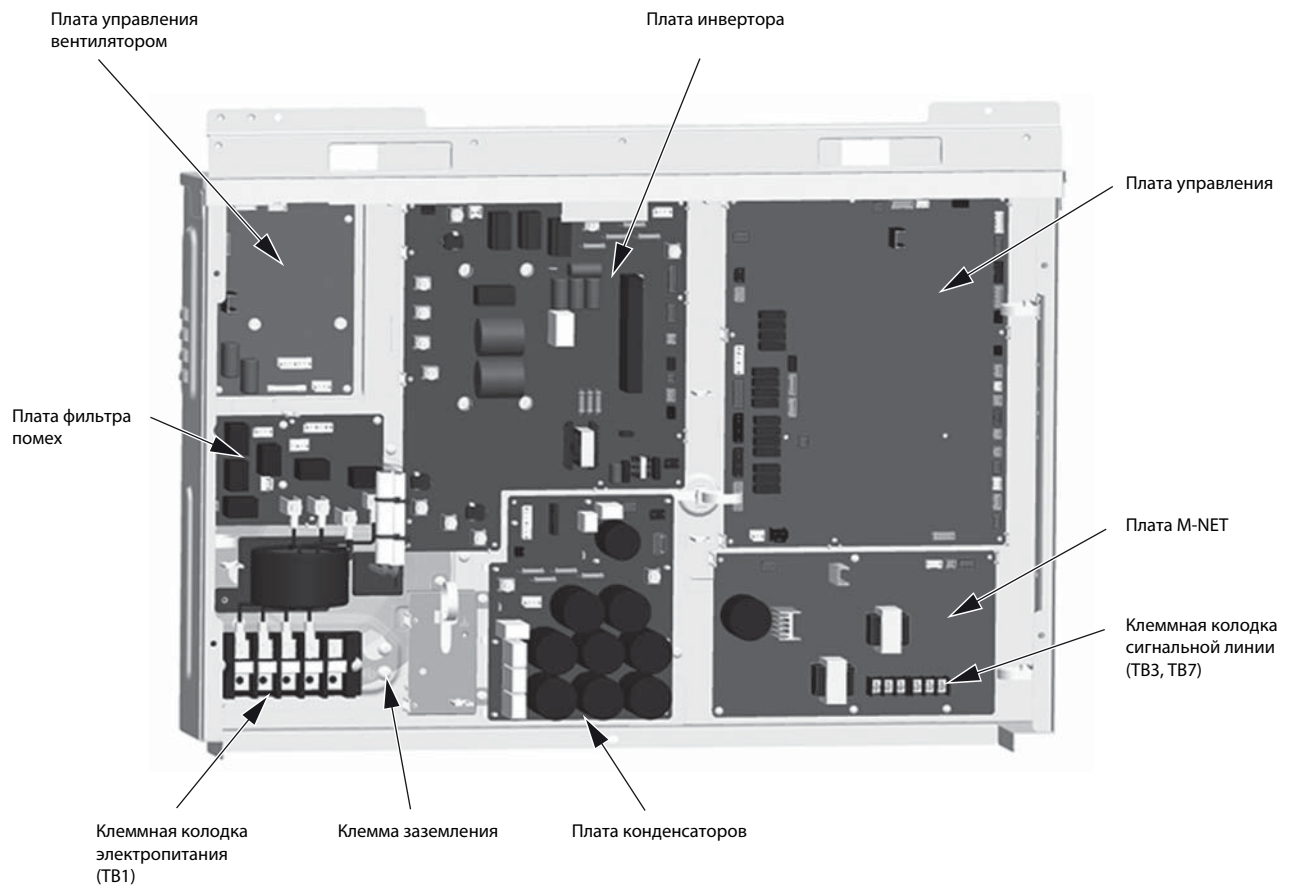 Плата управления
вентилятором
Плата инвертора
Плата управления
Плата фильтра
помех
Плата M-NET
Клеммная колодка
сигнальной линии
(TB3, TB7)
Клеммная колодка
электропитания
(TB1)
Клемма заземления
Плата конденсаторов